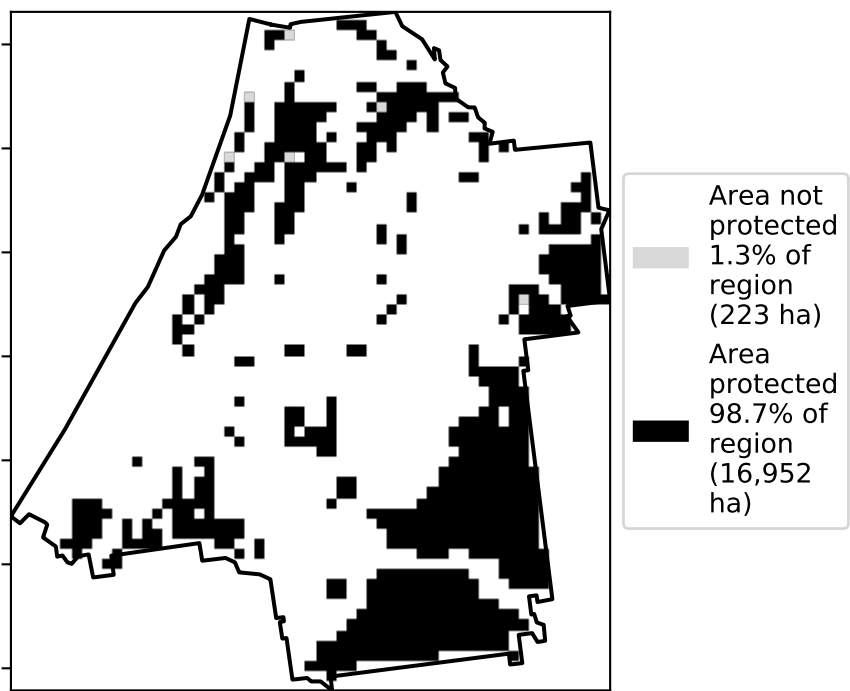 Area not
protected
1.3% of
region
(223 ha)
Area
protected
98.7% of
region
(16,952
ha)